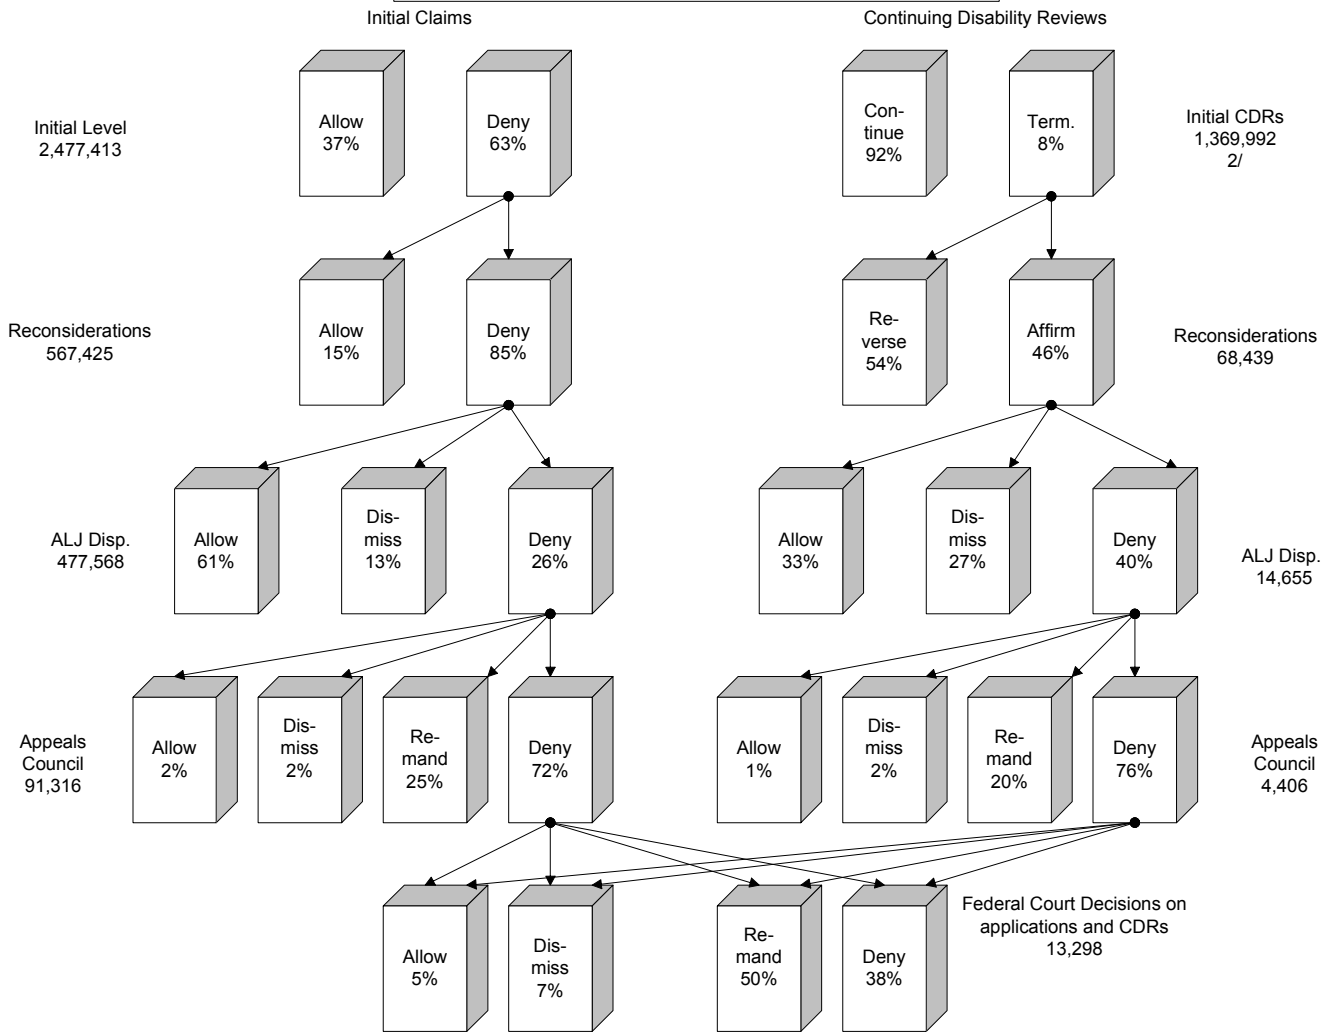 Initial Claims
Continuing Disability Reviews
Initial Level
2,477,413
Allow
37%
Deny
63%
Con-
tinue
92%
Term.
8%
Initial CDRs
1,369,992
2/
Reconsiderations
567,425
Allow
15%
Deny
85%
Re-
verse
54%
Affirm
46%
Reconsiderations
68,439
ALJ Disp.
477,568
Allow
61%
Dis-
miss
13%
Deny
26%
Allow
33%
Dis-
miss
27%
Deny
40%
ALJ Disp.
14,655
Appeals
Council
91,316
Allow
2%
Dis-
miss
2%
Re-
mand
25%
Deny
72%
Allow
1%
Dis-
miss
2%
Re-
mand
20%
Deny
76%
Appeals
Council
4,406
Allow
5%
Dis-
miss
7%
Re-
mand
50%
Deny
38%
Federal Court Decisions on
applications and CDRs
13,298